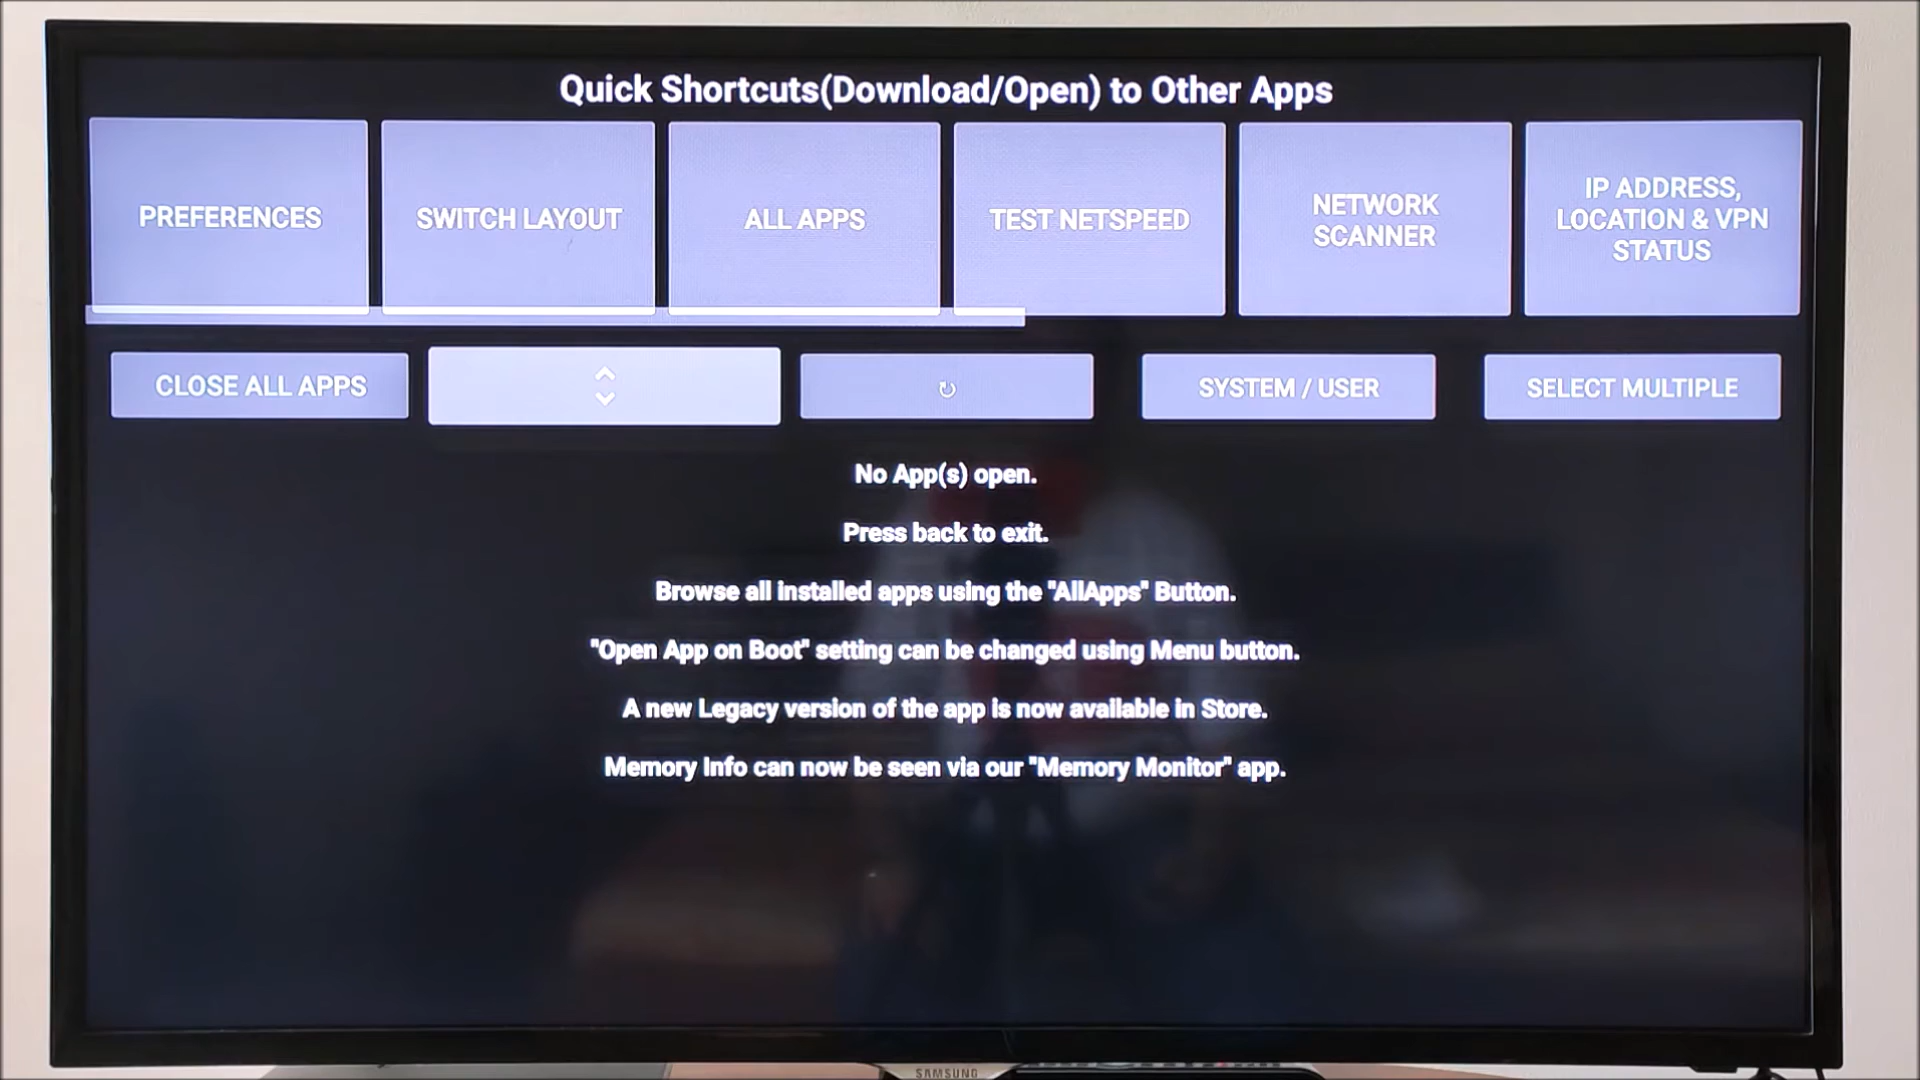 Quick Shortcuts(Download/Open) to Other Apps
PREFERENCES
SWITCH LAYOUT
ALL APPS
TEST NETSPEED
NETWORK
SCANNER
IP ADDRESS,
LOCATION & VPN
STATUS
CLOSE ALL APPS
SYSTEM / USER
SELECT MULTIPLE
No App(s) open.
Press back to exit.
Browse all installed apps using the "AllApps" Button.
"Open App on Boot" setting can be changed using Menu button.
A new Legacy version of the app is now available in Store.
Memory Info can now be seen via our "Memory Monitor" app.
SAMSUNG